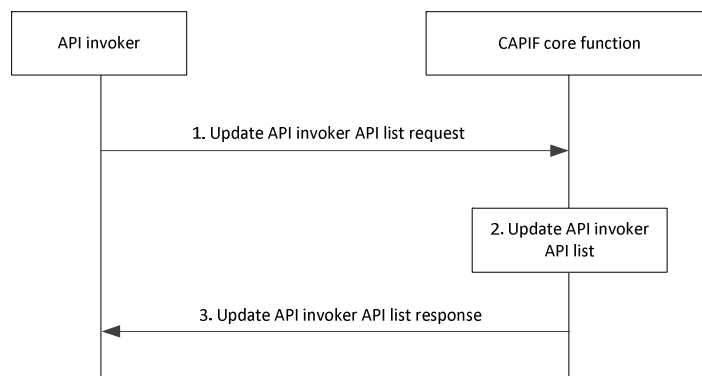 API invoker
CAPIF core function
1. Update API invoker API list request
2. Update API invoker
API list
3. Update API invoker API list response